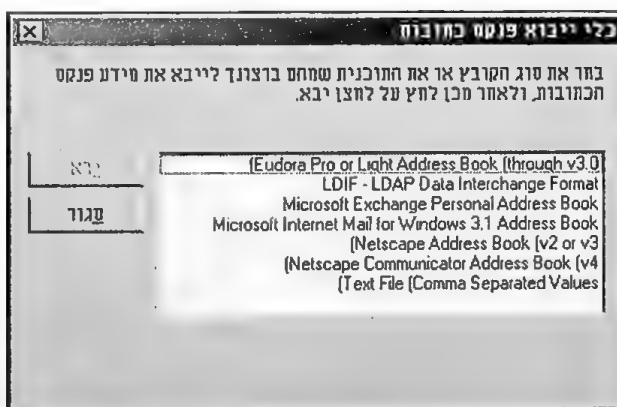 כלי ייבוא פנקס כתובות
בחר את סוג הקובץ או את התוכנית שמהם ברצונך לייבא את מידע פנקס
הכתובות, ולאחר מכן לחץ על לחצן יבא.
Eudora Pro or Light Address Book (through v3.0)
LDIF - LDAP Data Interchange Format
Microsoft Exchange Personal Address Book
Microsoft Internet Mail for Windows 3.1 Address Book
Netscape Address Book (v2 or v3)
Netscape Communicator Address Book (v4)
Text File (Comma Separated Values)
סגור